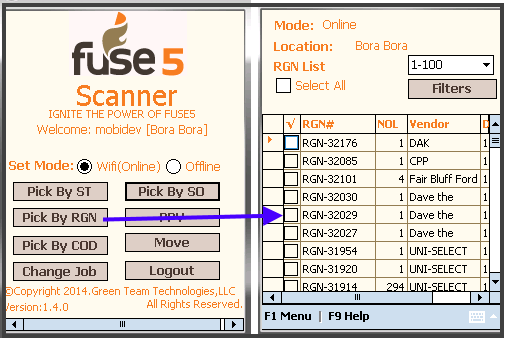 fuse 5
Scanner
IGNITE THE POWER OF FUSE5
Welcome: mobidev [Bora Bora]
Set Mode: Wifi(Online) Offline
Pick By ST Pick By SO
Pick By RGN
Pick By COD Move
Change Job Logout
©Copyright 2014.Green Team Technologies,LLC
Version:1.4.0 All Rights Reserved.
Mode: Online
Location: Bora Bora
RGN List 1-100
Select All Filters
√ RGN# NOL Vendor D
RGN-32176 1 DAK 1
RGN-32085 1 CPP 1
RGN-32101 4 Fair Bluff Ford 1
RGN-32030 1 Dave the 1
RGN-32029 1 Dave the 1
RGN-32027 1 Dave the 1
RGN-31954 1 UNI-SELECT 1
RGN-31920 1 UNI-SELECT 1
RGN-31914 294 UNI-SELECT 1
F1 Menu | F9 Help